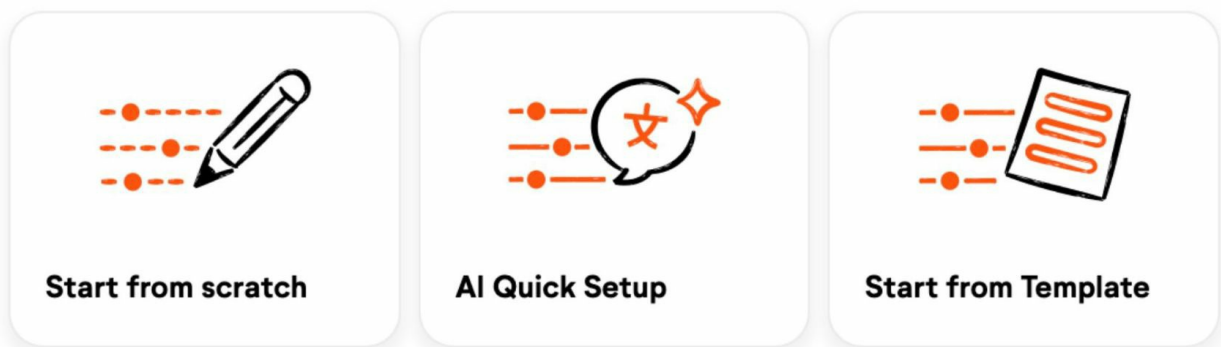 Start from scratch
文
AI Quick Setup
Start from Template